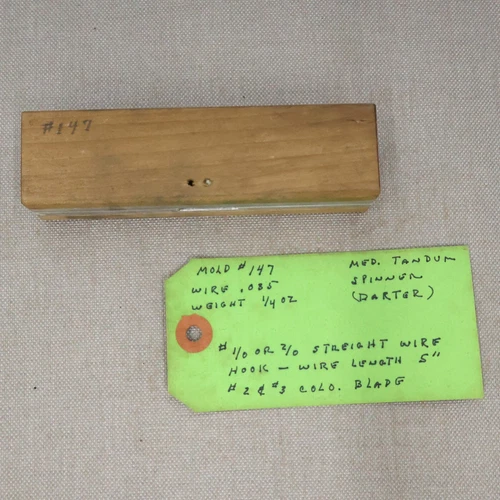 #147
MOLD # 147
WIRE .035
WEIGHT 1/4 OZ
MED. TANDUM
SPINNER
(DARTER)
# 1/0 OR 2/0 STREIGHT WIRE
HOOK — WIRE LENGTH 5"
#2 & #3 COLO. BLADE